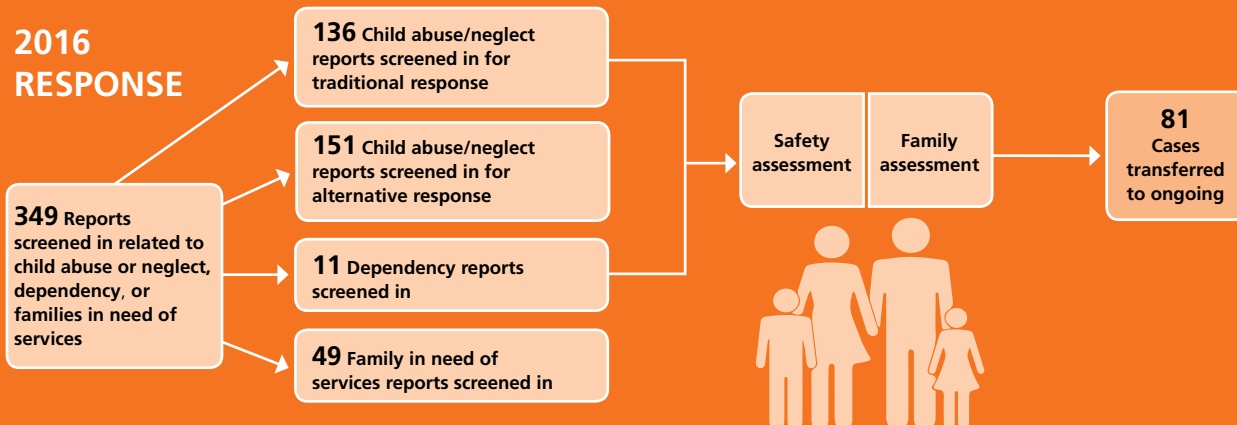 2016
RESPONSE
349 Reports
screened in related to
child abuse or neglect,
dependency, or
families in need of
services
136 Child abuse/neglect
reports screened in for
traditional response
151 Child abuse/neglect
reports screened in for
alternative response
11 Dependency reports
screened in
49 Family in need of
services reports screened in
Safety
assessment
Family
assessment
81
Cases
transferred
to ongoing